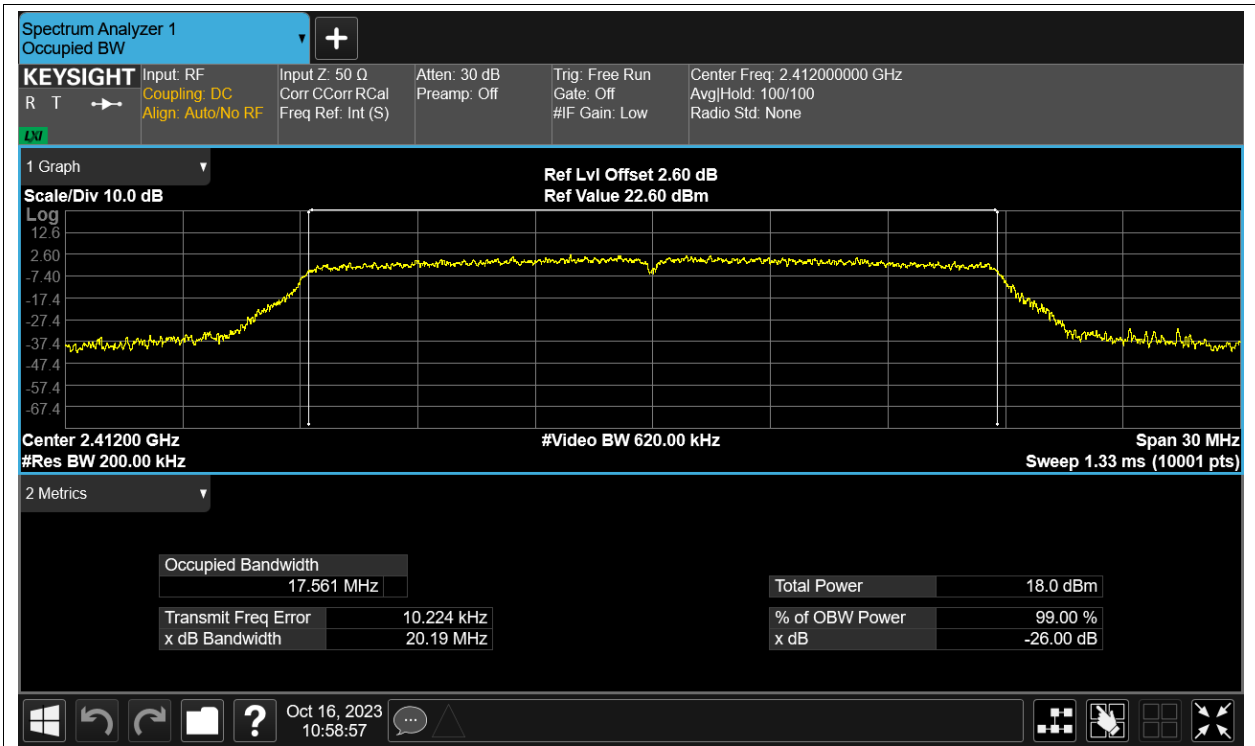 Spectrum Analyzer 1
Occupied BW
KEYSIGHT
R T
LXI
Input: RF
Coupling: DC
Align: Auto/No RF
Input Z: 50 Ω
Corr CCorr RCal
Freq Ref: Int (S)
Atten: 30 dB
Preamp: Off
Trig: Free Run
Gate: Off
#IF Gain: Low
Center Freq: 2.412000000 GHz
Avg|Hold: 100/100
Radio Std: None
1 Graph
Scale/Div 10.0 dB
Ref Lvl Offset 2.60 dB
Ref Value 22.60 dBm
Log
12.6
2.60
-7.40
-17.4
-27.4
-37.4
-47.4
-57.4
-67.4
Center 2.41200 GHz
#Video BW 620.00 kHz
Span 30 MHz
#Res BW 200.00 kHz
Sweep 1.33 ms (10001 pts)
2 Metrics
Occupied Bandwidth
17.561 MHz
Total Power 18.0 dBm
Transmit Freq Error 10.224 kHz
% of OBW Power 99.00 %
x dB Bandwidth 20.19 MHz
x dB -26.00 dB
?
Oct 16, 2023
10:58:57